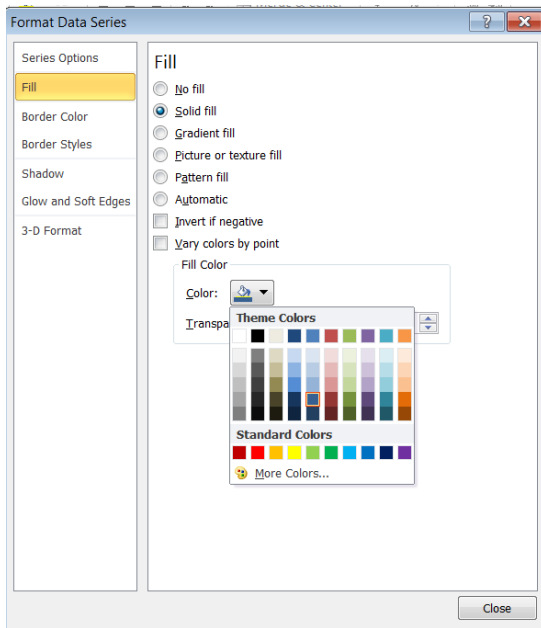 Format Data Series
Series Options
Fill
Border Color
Border Styles
Shadow
Glow and Soft Edges
3-D Format
Fill
No fill
Solid fill
Gradient fill
Picture or texture fill
Pattern fill
Automatic
Invert if negative
Vary colors by point
Fill Color
Color:
Transpa
Theme Colors
Standard Colors
More Colors...
Close